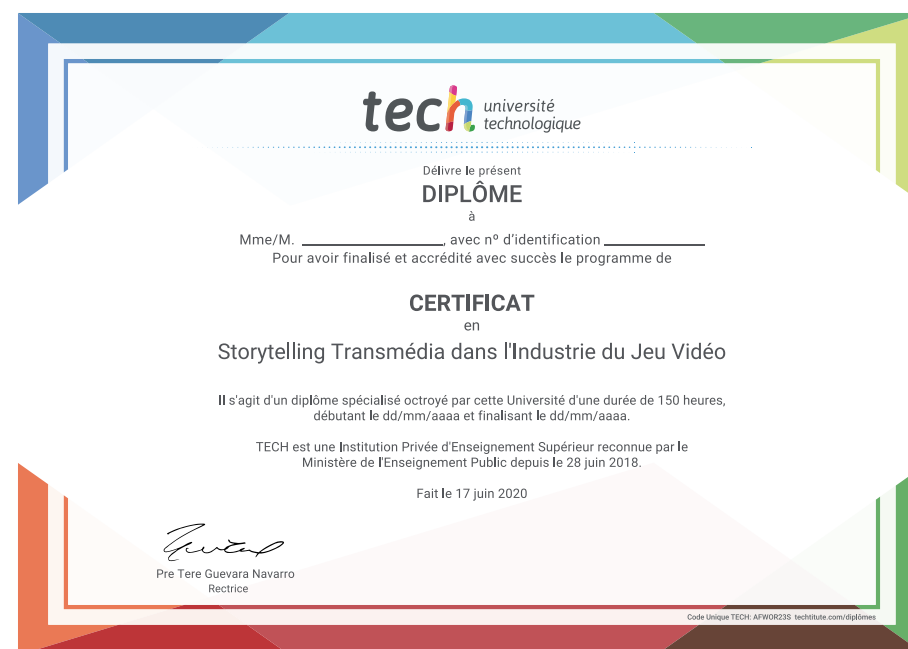 tech université
technologique
Délivre le présent
DIPLÔME
à
Mme/M. ____________________, avec nº d'identification ______________
Pour avoir finalisé et accrédité avec succès le programme de
CERTIFICAT
en
Storytelling Transmédia dans l'Industrie du Jeu Vidéo
Il s'agit d'un diplôme spécialisé octroyé par cette Université d'une durée de 150 heures,
débutant le dd/mm/aaaa et finalisant le dd/mm/aaaa.
TECH est une Institution Privée d'Enseignement Supérieur reconnue par le
Ministère de l'Enseignement Public depuis le 28 juin 2018.
Fait le 17 juin 2020
Pre Tere Guevara Navarro
Rectrice
Code Unique TECH: AFWOR23S techtitute.com/diplômes